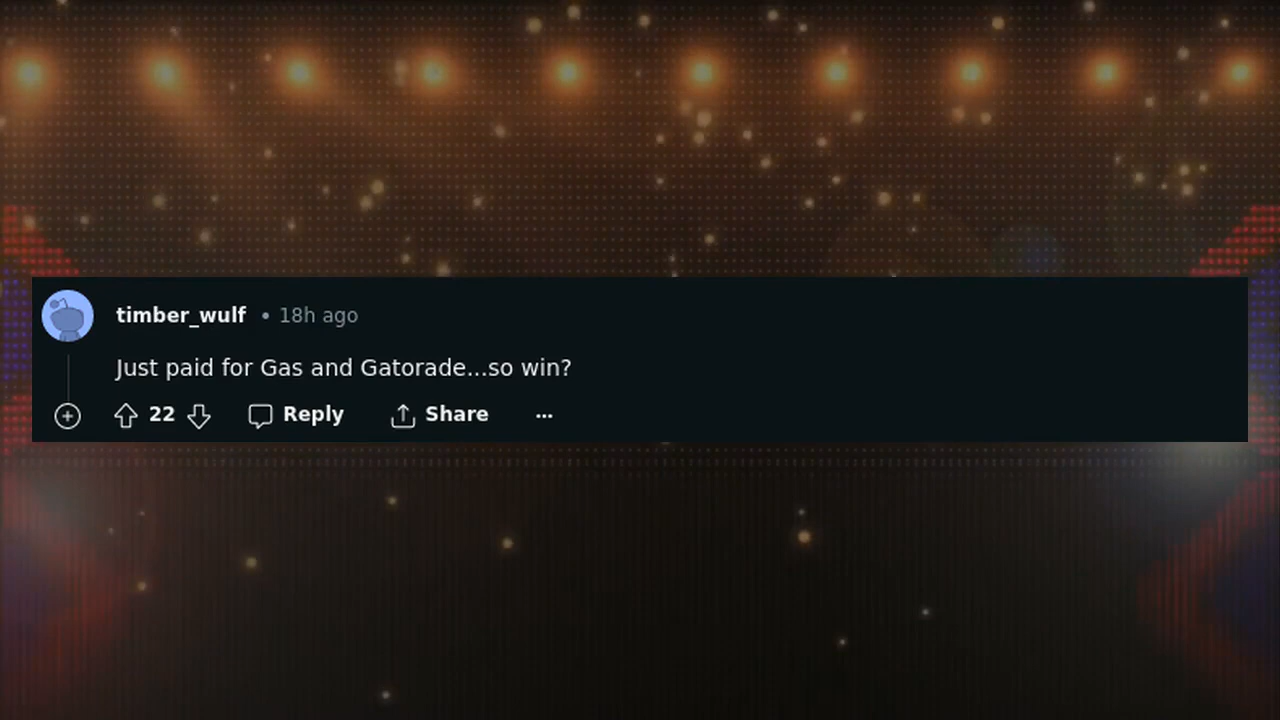 timber_wulf • 18h ago
Just paid for Gas and Gatorade...so win?
22 Reply Share ...